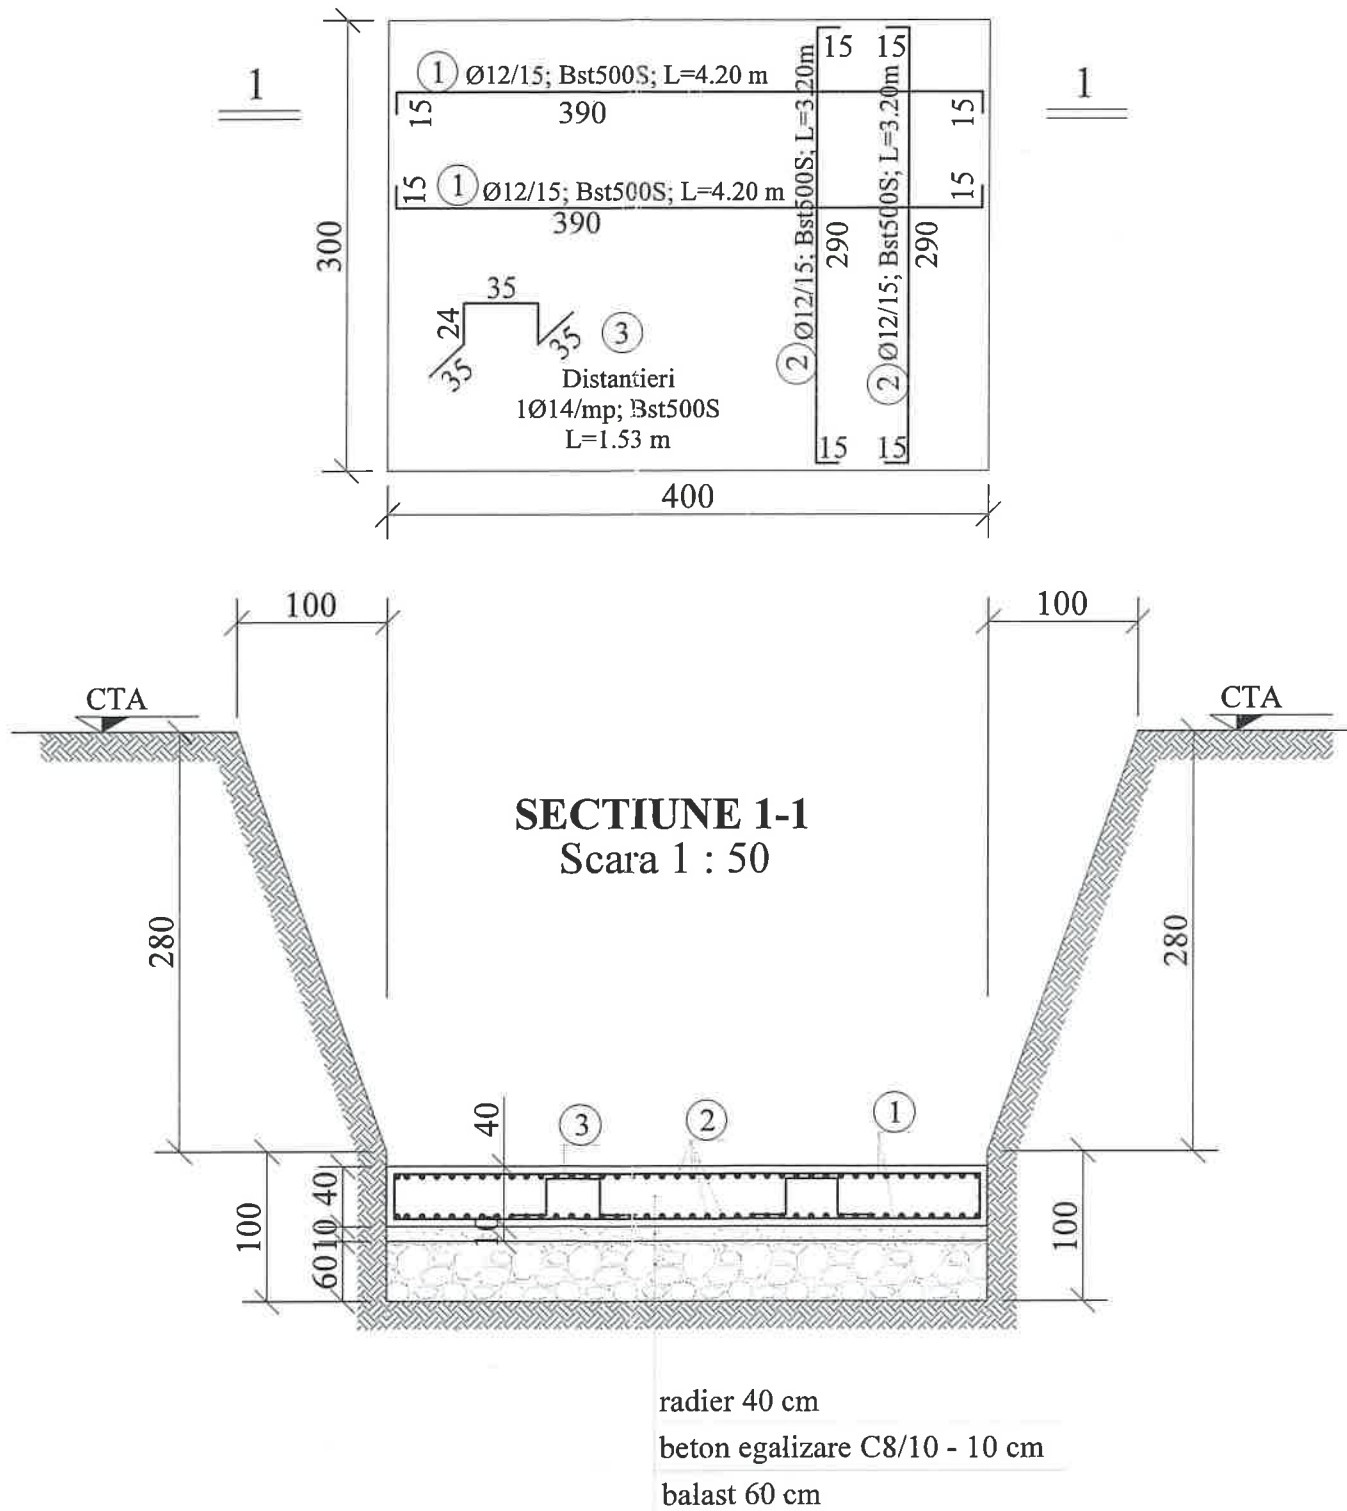 15
15
1 Ø12/15; Bst500S; L=4.20 m
1
1
15
390
15
15
1 Ø12/15; Bst500S; L=4.20 m
15
390
2 Ø12/15; Bst500S; L=3.20m
290
2 Ø12/15; Bst500S; L=3.20m
290
300
35
24
35
35
3
Distantieri
1Ø14/mp; Bst500S
L=1.53 m
15
15
400
100
100
CTA
CTA
SECTIUNE 1-1
Scara 1 : 50
280
280
40
3
2
1
100
40
10
60
10
100
radier 40 cm
beton egalizare C8/10 - 10 cm
balast 60 cm